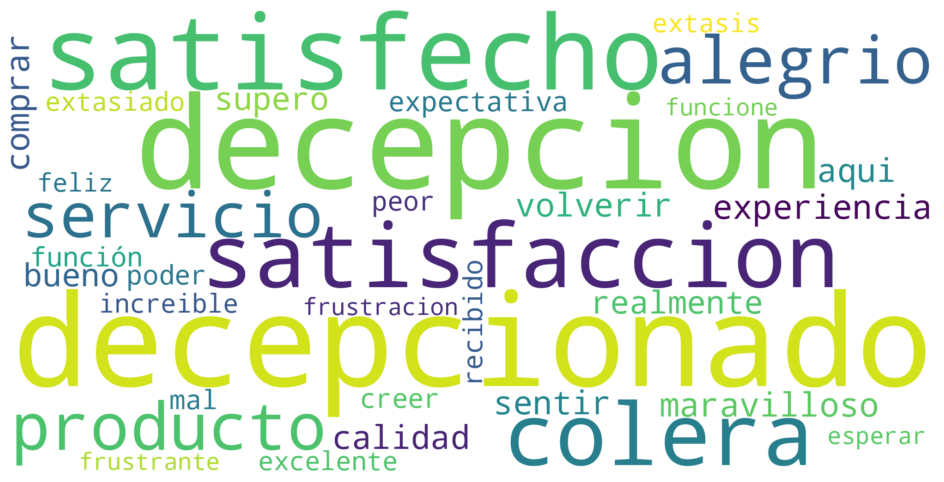 extasis
satisfecho
alegrio
comprar
extasiado
supero
expectativa
funcione
decepcion
aqui
feliz
peor
volverir
experiencia
servicio
satisfaccion
función
bueno
poder
increible
frustracion
recibido
realmente
decepcionado
mal
creer
sentir
maravilloso
producto
calidad
colera
esperar
frustrante
excelente